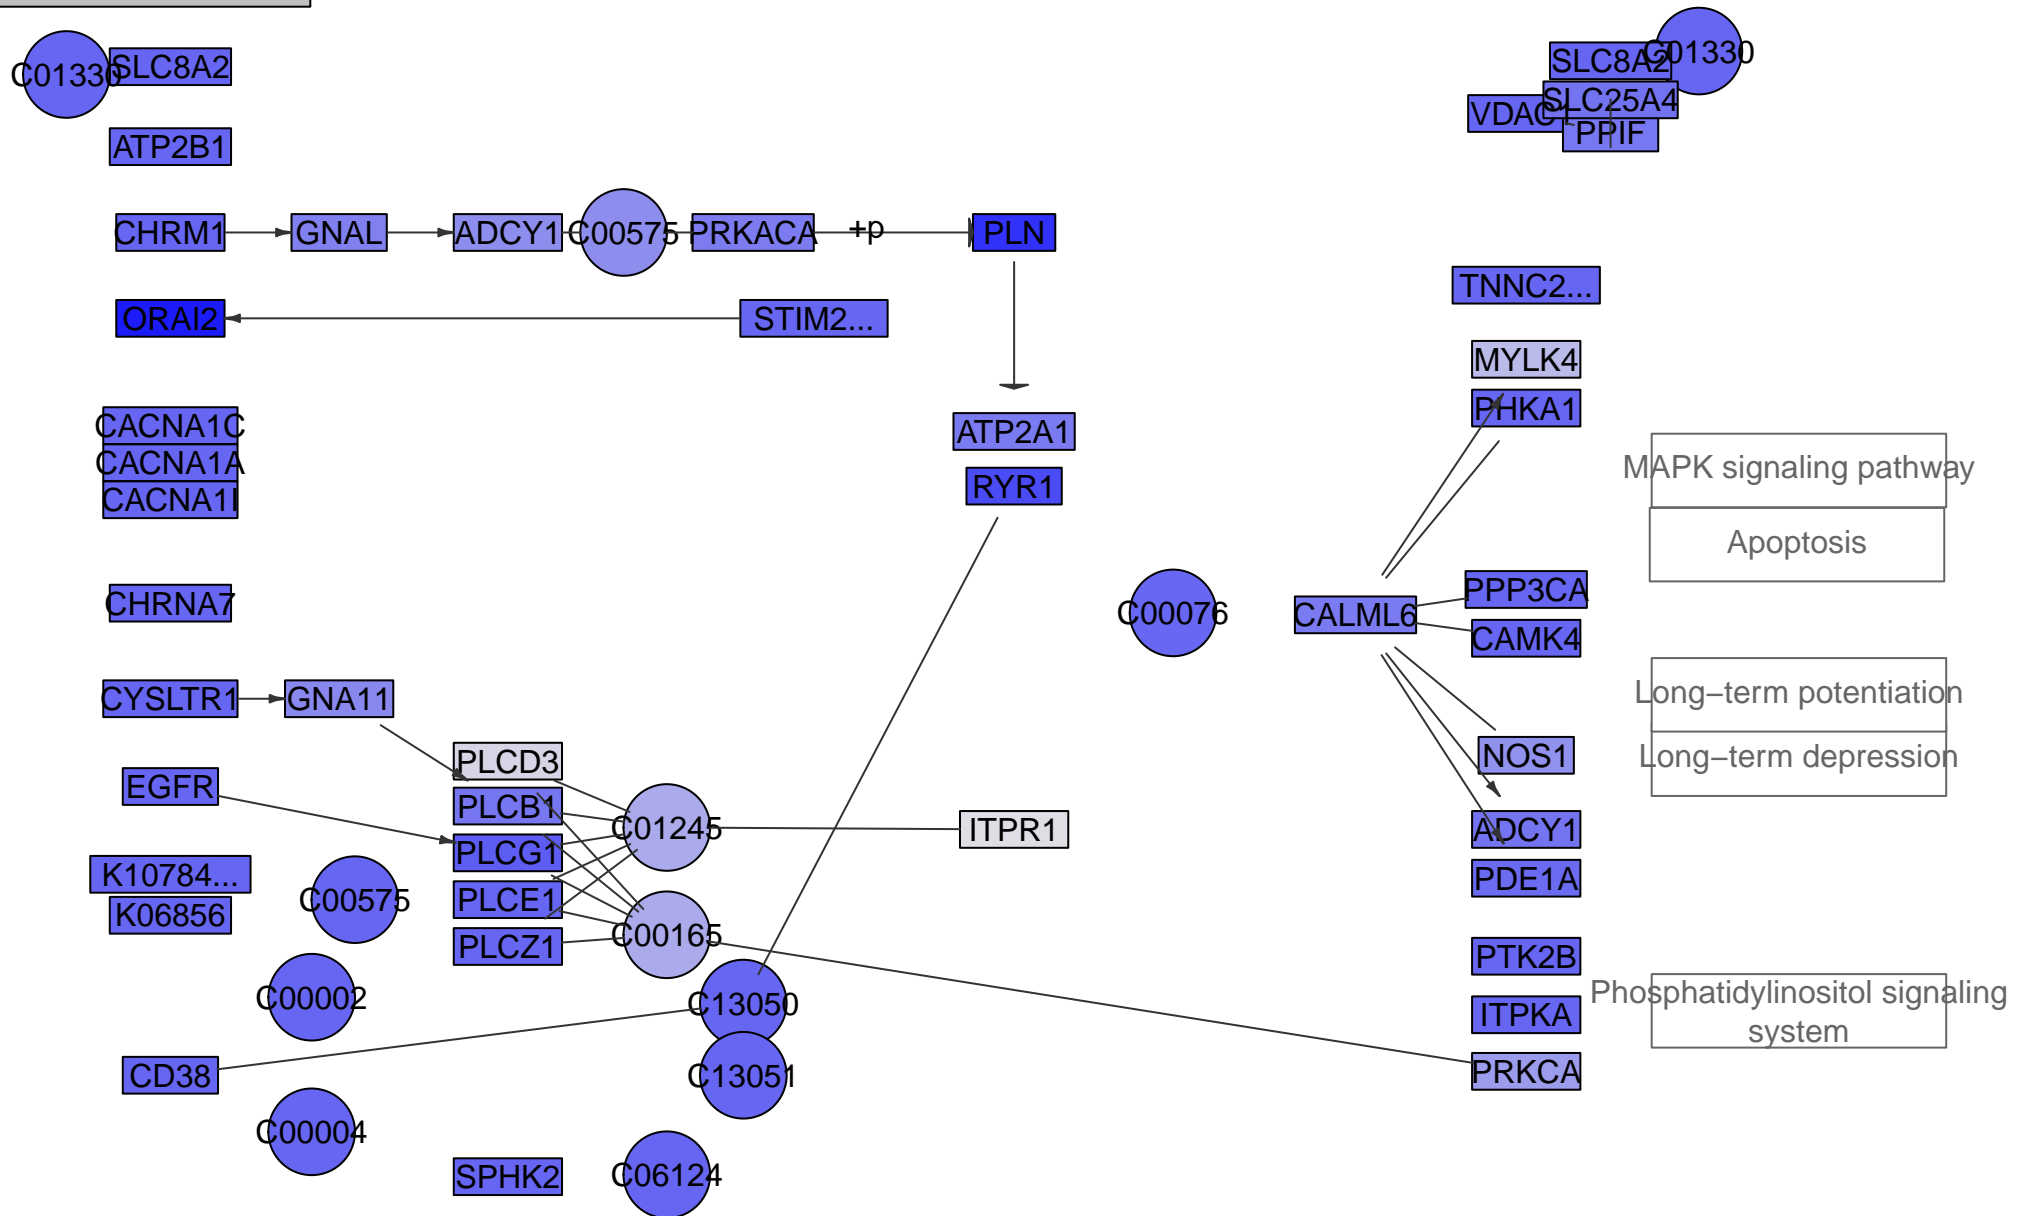 C01330
SLC8A2
SLC8A2
C01330
SLC25A4
VDAC1
PPIF
ATP2B1
CHRM1
GNAL
ADCY1
C00575
PRKACA
+p
PLN
TNNC2...
ORAI2
STIM2...
MYLK4
PHKA1
CACNA1C
CACNA1A
CACNA1I
ATP2A1
RYR1
MAPK signaling pathway
Apoptosis
CHRNA7
C00076
CALML6
PPP3CA
CAMK4
CYSLTR1
GNA11
Long−term potentiation
Long−term depression
NOS1
PLCD3
EGFR
PLCB1
C01245
ITPR1
ADCY1
PLCG1
K10784...
K06856
C00575
PLCE1
PDE1A
PLCZ1
C00165
PTK2B
C00002
C13050
ITPKA
Phosphatidylinositol signaling
system
CD38
C13051
PRKCA
C00004
SPHK2
C06124